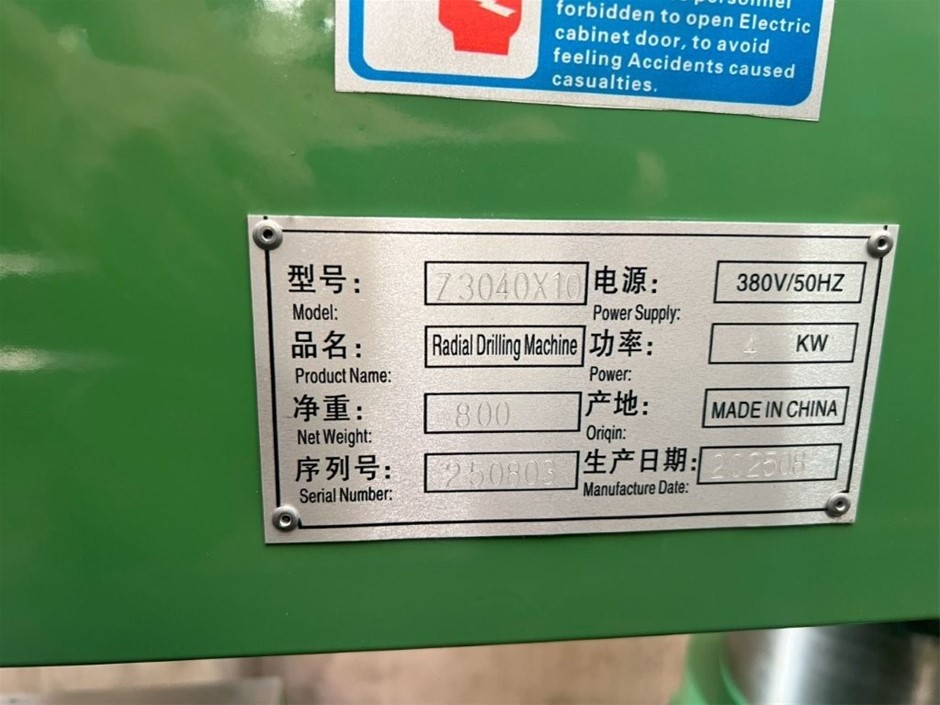 personnel
forbidden to open Electric
cabinet door, to avoid
feeling Accidents caused
casualties.
型号: Z3040X10 电源: 380V/50HZ
Model: Power Supply:
品名: Radial Drilling Machine 功率: 4 KW
Product Name: Power:
净重: 800 产地: MADE IN CHINA
Net Weight: Oriqin:
序列号: 250803 生产日期: 202508
Serial Number: Manufacture Date: